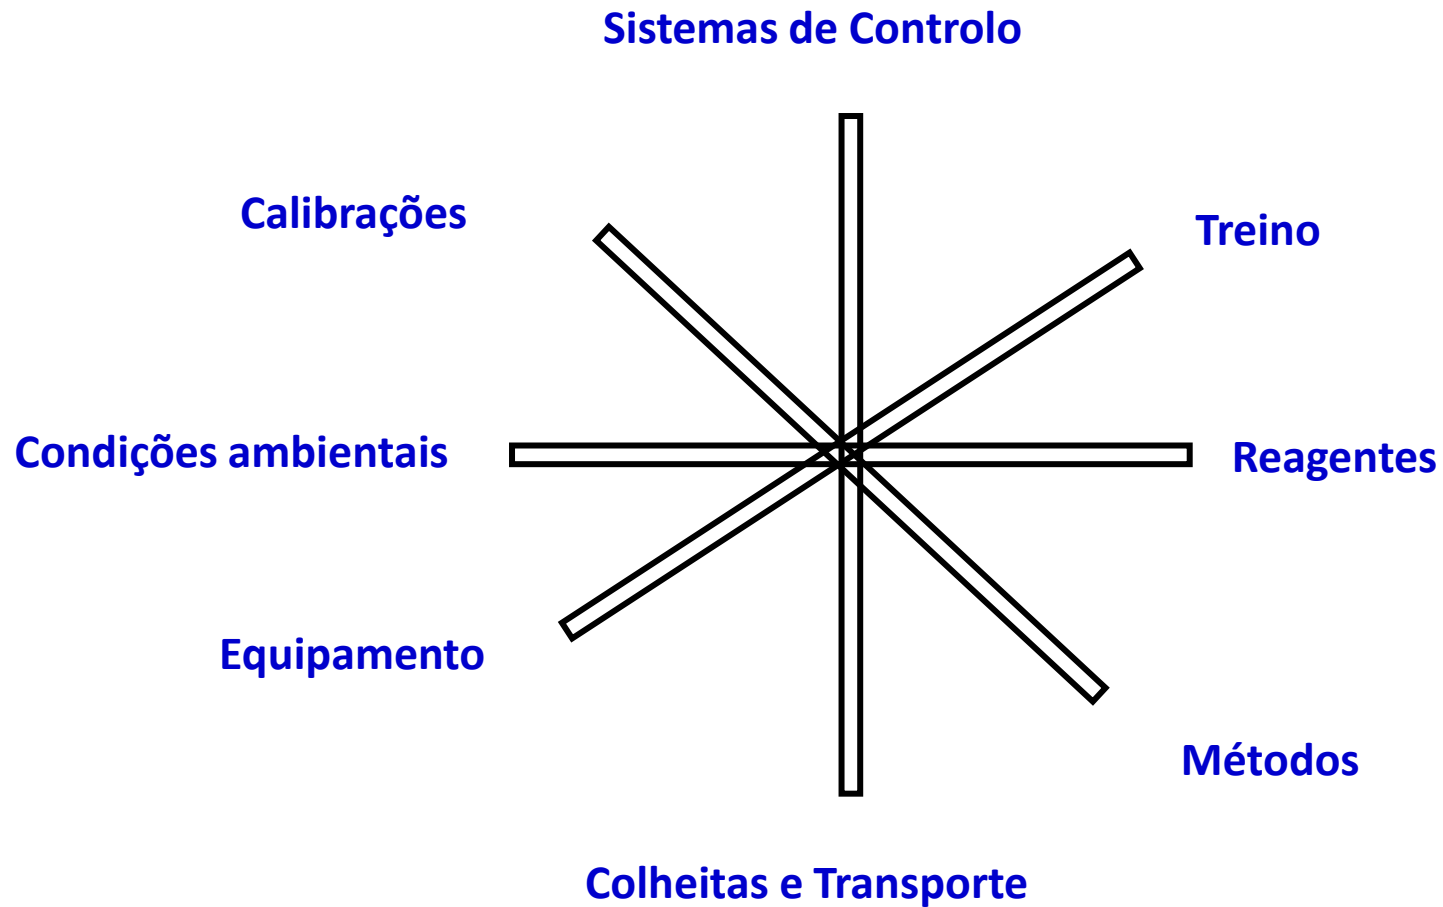 Sistemas de Controlo
Calibrações
Treino
Condições ambientais
Reagentes
Equipamento
Métodos
Colheitas e Transporte